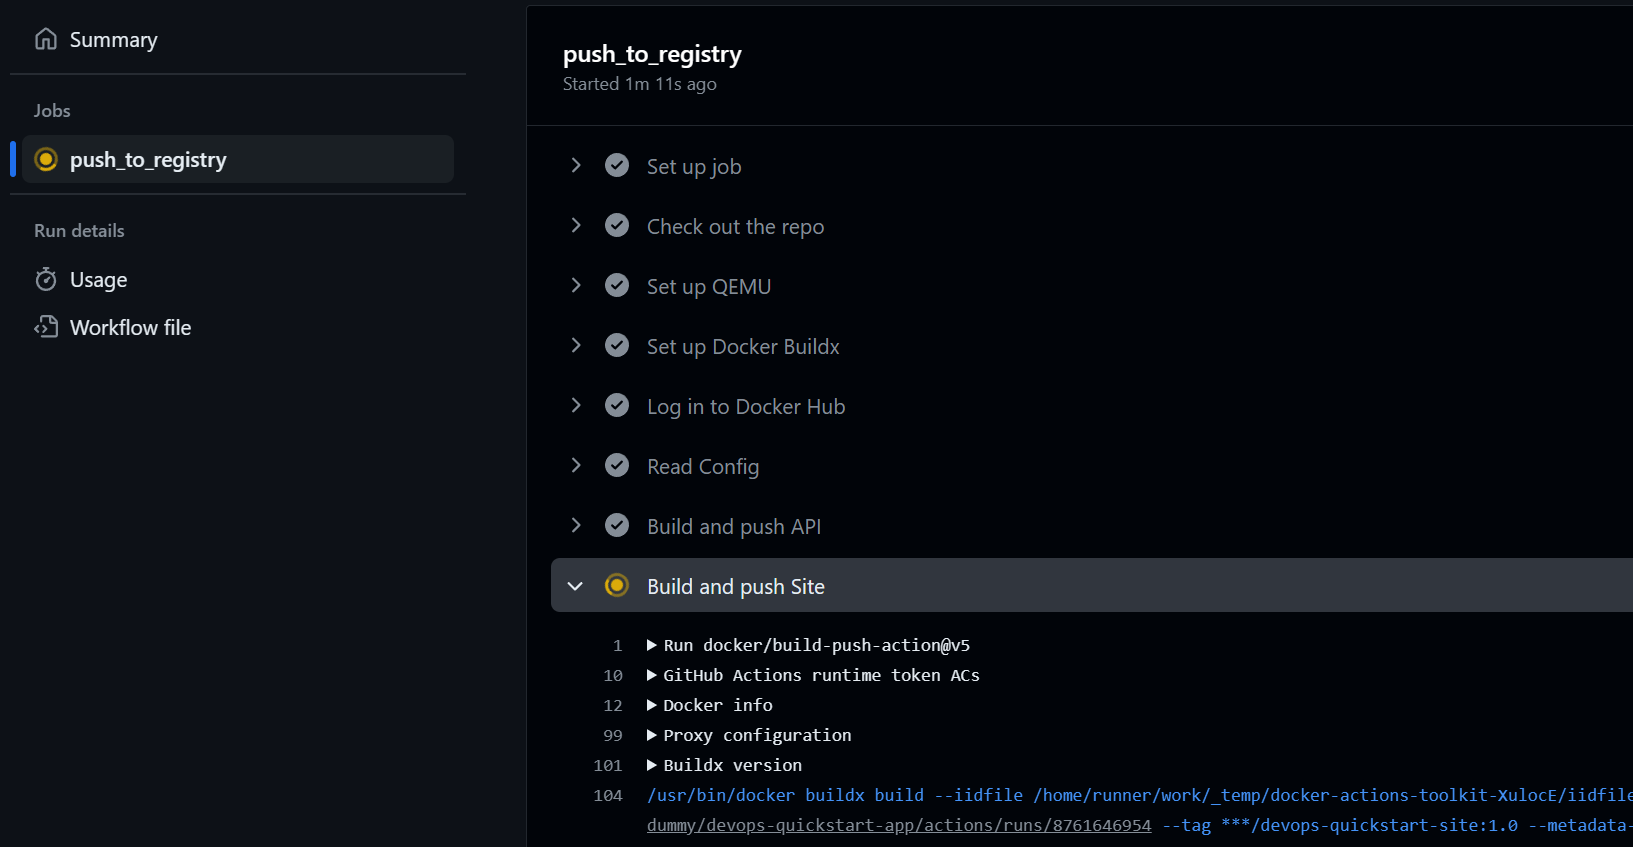 Summary
Jobs
push_to_registry
Run details
Usage
Workflow file
push_to_registry
Started 1m 11s ago
Set up job
Check out the repo
Set up QEMU
Set up Docker Buildx
Log in to Docker Hub
Read Config
Build and push API
Build and push Site
1 Run docker/build-push-action@v5
10 GitHub Actions runtime token ACs
12 Docker info
99 Proxy configuration
101 Buildx version
104 /usr/bin/docker buildx build --iidfile /home/runner/work/_temp/docker-actions-toolkit-XulocE/iidfile
dummy/devops-quickstart-app/actions/runs/8761646954 --tag ***/devops-quickstart-site:1.0 --metadata-